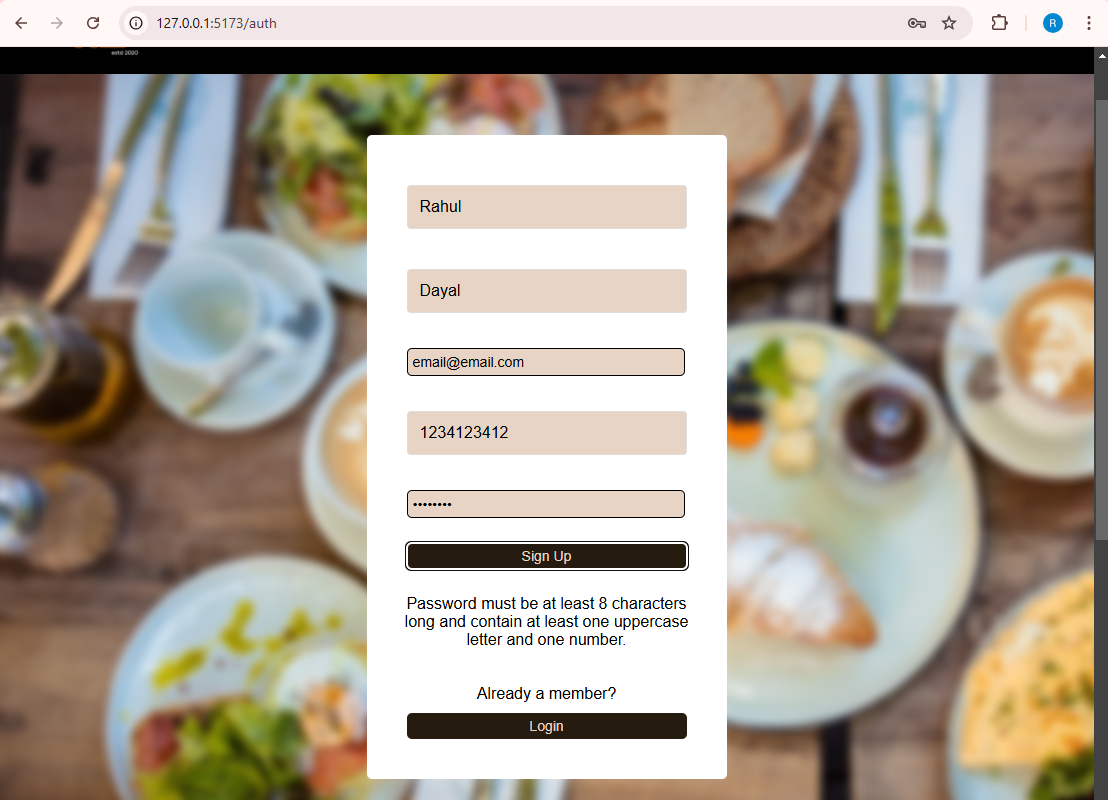 127.0.0.1:5173/auth
R
estd 2020
Rahul
Dayal
email@email.com
1234123412
••••••••
Sign Up
Password must be at least 8 characters
long and contain at least one uppercase
letter and one number.
Already a member?
Login